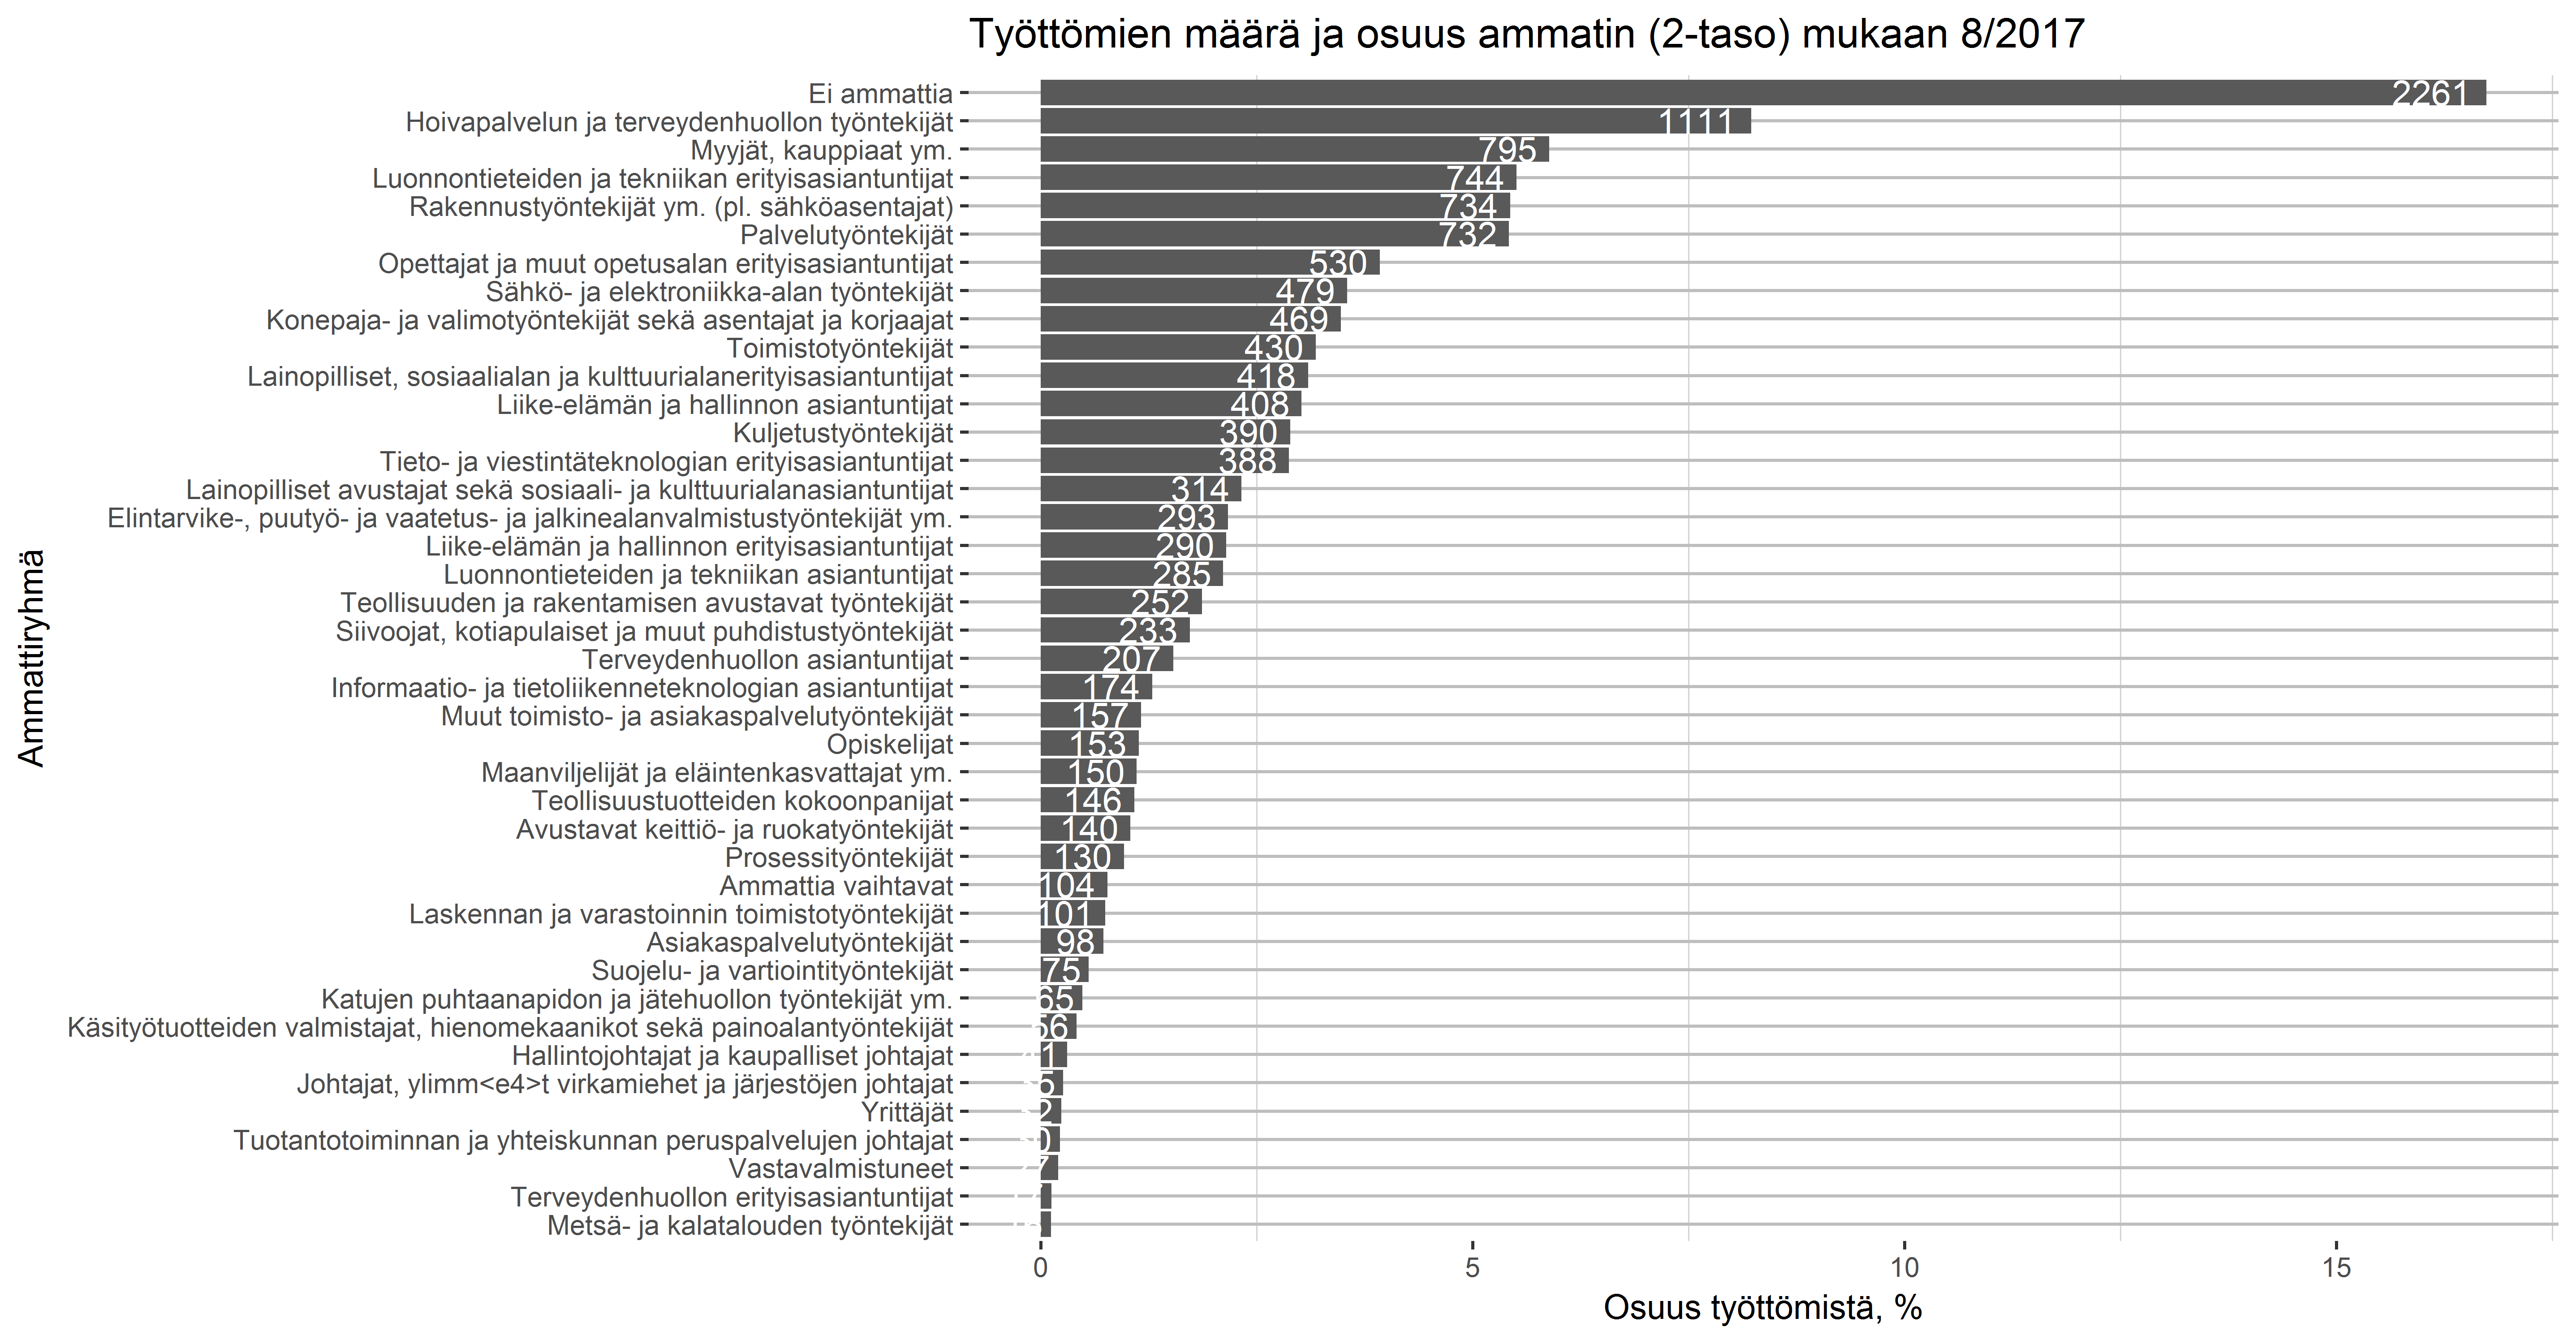 Työttömien määrä ja osuus ammatin (2-taso) mukaan 8/2017
Ammattiryhmä
Ei ammattia 2261
Hoivapalvelun ja terveydenhuollon työntekijät 1111
Myyjät, kauppiaat ym. 795
Luonnontieteiden ja tekniikan erityisasiantuntijat 744
Rakennustyöntekijät ym. (pl. sähköasentajat) 734
Palvelutyöntekijät 732
Opettajat ja muut opetusalan erityisasiantuntijat 530
Sähkö- ja elektroniikka-alan työntekijät 479
Konepaja- ja valimotyöntekijät sekä asentajat ja korjaajat 469
Toimistotyöntekijät 430
Lainopilliset, sosiaalialan ja kulttuurialanerityisasiantuntijat 418
Liike-elämän ja hallinnon asiantuntijat 408
Kuljetustyöntekijät 390
Tieto- ja viestintäteknologian erityisasiantuntijat 388
Lainopilliset avustajat sekä sosiaali- ja kulttuurialanasiantuntijat 314
Elintarvike-, puutyö- ja vaatetus- ja jalkinealanvalmistustyöntekijät ym. 293
Liike-elämän ja hallinnon erityisasiantuntijat 290
Luonnontieteiden ja tekniikan asiantuntijat 285
Teollisuuden ja rakentamisen avustavat työntekijät 252
Siivoojat, kotiapulaiset ja muut puhdistustyöntekijät 233
Terveydenhuollon asiantuntijat 207
Informaatio- ja tietoliikenneteknologian asiantuntijat 174
Muut toimisto- ja asiakaspalvelutyöntekijät 157
Opiskelijat 153
Maanviljelijät ja eläintenkasvattajat ym. 150
Teollisuustuotteiden kokoonpanijat 146
Avustavat keittiö- ja ruokatyöntekijät 140
Prosessityöntekijät 130
Ammattia vaihtavat 104
Laskennan ja varastoinnin toimistotyöntekijät 101
Asiakaspalvelutyöntekijät 98
Suojelu- ja vartiointityöntekijät 75
Katujen puhtaanapidon ja jätehuollon työntekijät ym. 65
Käsityötuotteiden valmistajat, hienomekaanikot sekä painoalantyöntekijät 56
Hallintojohtajat ja kaupalliset johtajat 41
Johtajat, ylimm<e4>t virkamiehet ja järjestöjen johtajat 35
Yrittäjät 32
Tuotantotoiminnan ja yhteiskunnan peruspalvelujen johtajat 30
Vastavalmistuneet 27
Terveydenhuollon erityisasiantuntijat
Metsä- ja kalatalouden työntekijät
0 5 10 15
Osuus työttömistä, %